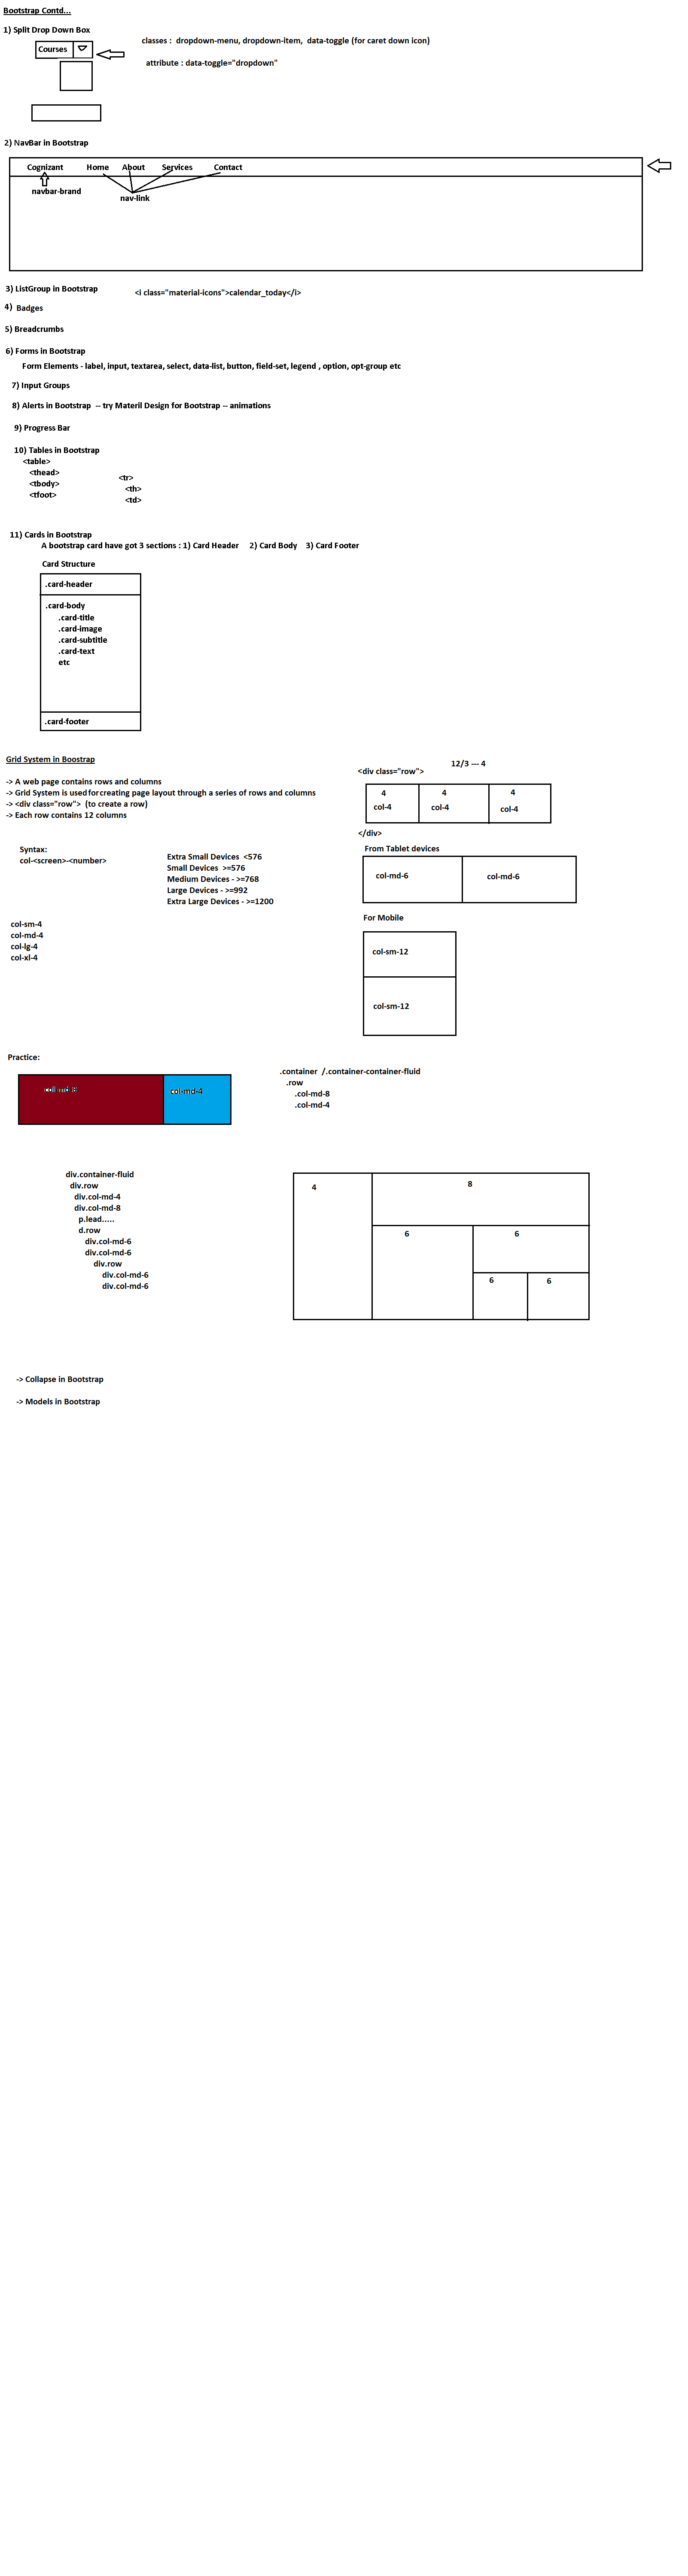 Bootstrap Contd...
1) Split Drop Down Box
Courses
classes :  dropdown-menu, dropdown-item,  data-toggle (for caret down icon)
attribute : data-toggle="dropdown"
2) NavBar in Bootstrap
Cognizant Home About Services Contact
navbar-brand
nav-link
3) ListGroup in Bootstrap
<i class="material-icons">calendar_today</i>
4) Badges
5) Breadcrumbs
6) Forms in Bootstrap
Form Elements - label, input, textarea, select, data-list, button, field-set, legend , option, opt-group etc
7) Input Groups
8) Alerts in Bootstrap  -- try Materil Design for Bootstrap -- animations
9) Progress Bar
10) Tables in Bootstrap
<table>
<thead>
<tbody>
<tfoot>
<tr>
<th>
<td>
11) Cards in Bootstrap
A bootstrap card have got 3 sections : 1) Card Header    2) Card Body   3) Card Footer
Card Structure
.card-header
.card-body
.card-title
.card-image
.card-subtitle
.card-text
etc
.card-footer
Grid System in Boostrap
-> A web page contains rows and columns
-> Grid System is used for creating page layout through a series of rows and columns
-> <div class="row">  (to create a row)
-> Each row contains 12 columns
12/3 --- 4
<div class="row">
4 4 4
col-4 col-4 col-4
</div>
Syntax:
col-<screen>-<number>
Extra Small Devices  <576
Small Devices  >=576
Medium Devices - >=768
Large Devices - >=992
Extra Large Devices - >=1200
From Tablet devices
col-md-6 col-md-6
For Mobile
col-sm-12
col-sm-12
col-sm-4
col-md-4
col-lg-4
col-xl-4
Practice:
col-md-8 col-md-4
.container  /.container-container-fluid
.row
.col-md-8
.col-md-4
div.container-fluid
div.row
div.col-md-4
div.col-md-8
p.lead.....
d.row
div.col-md-6
div.col-md-6
div.row
div.col-md-6
div.col-md-6
4 8
6 6
6 6
-> Collapse in Bootstrap
-> Models in Bootstrap